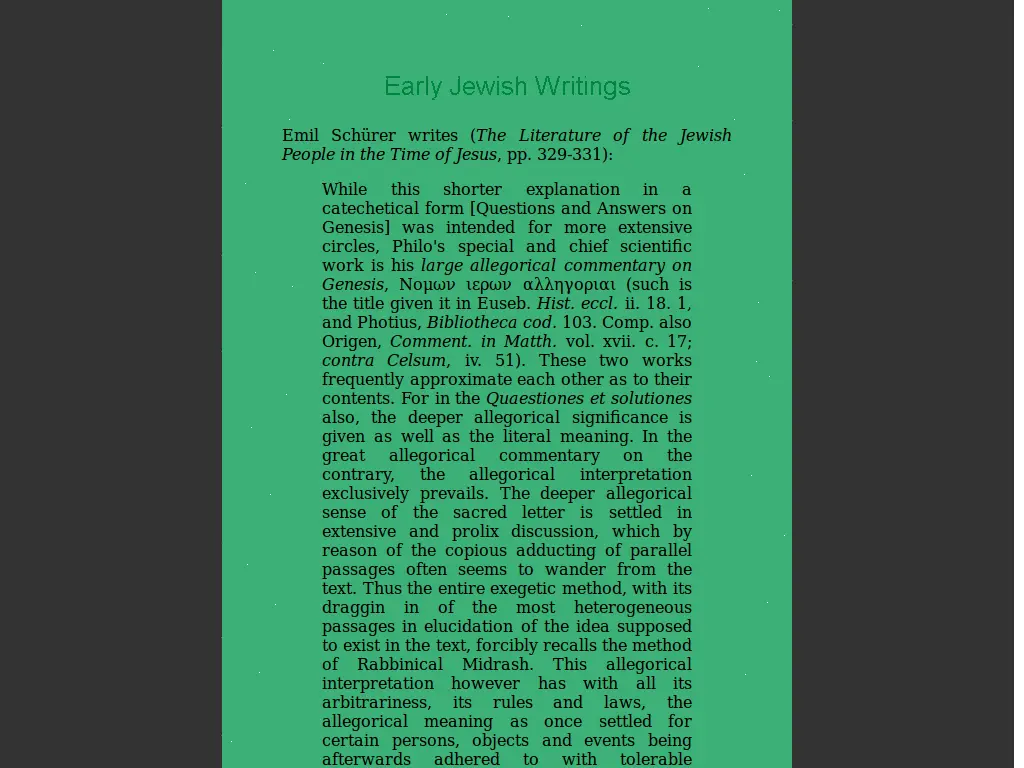 Early Jewish Writings
Emil Schürer writes (The Literature of the Jewish
People in the Time of Jesus, pp. 329-331):
While this shorter explanation in a
catechetical form [Questions and Answers on
Genesis] was intended for more extensive
circles, Philo's special and chief scientific
work is his large allegorical commentary on
Genesis, Νομων ιερων αλληγοριαι (such is
the title given it in Euseb. Hist. eccl. ii. 18. 1,
and Photius, Bibliotheca cod. 103. Comp. also
Origen, Comment. in Matth. vol. xvii. c. 17;
contra Celsum, iv. 51). These two works
frequently approximate each other as to their
contents. For in the Quaestiones et solutiones
also, the deeper allegorical significance is
given as well as the literal meaning. In the
great allegorical commentary on the
contrary, the allegorical interpretation
exclusively prevails. The deeper allegorical
sense of the sacred letter is settled in
extensive and prolix discussion, which by
reason of the copious adducting of parallel
passages often seems to wander from the
text. Thus the entire exegetic method, with its
draggin in of the most heterogeneous
passages in elucidation of the idea supposed
to exist in the text, forcibly recalls the method
of Rabbinical Midrash. This allegorical
interpretation however has with all its
arbitrariness, its rules and laws, the
allegorical meaning as once settled for
certain persons, objects and events being
afterwards adhered to with tolerable